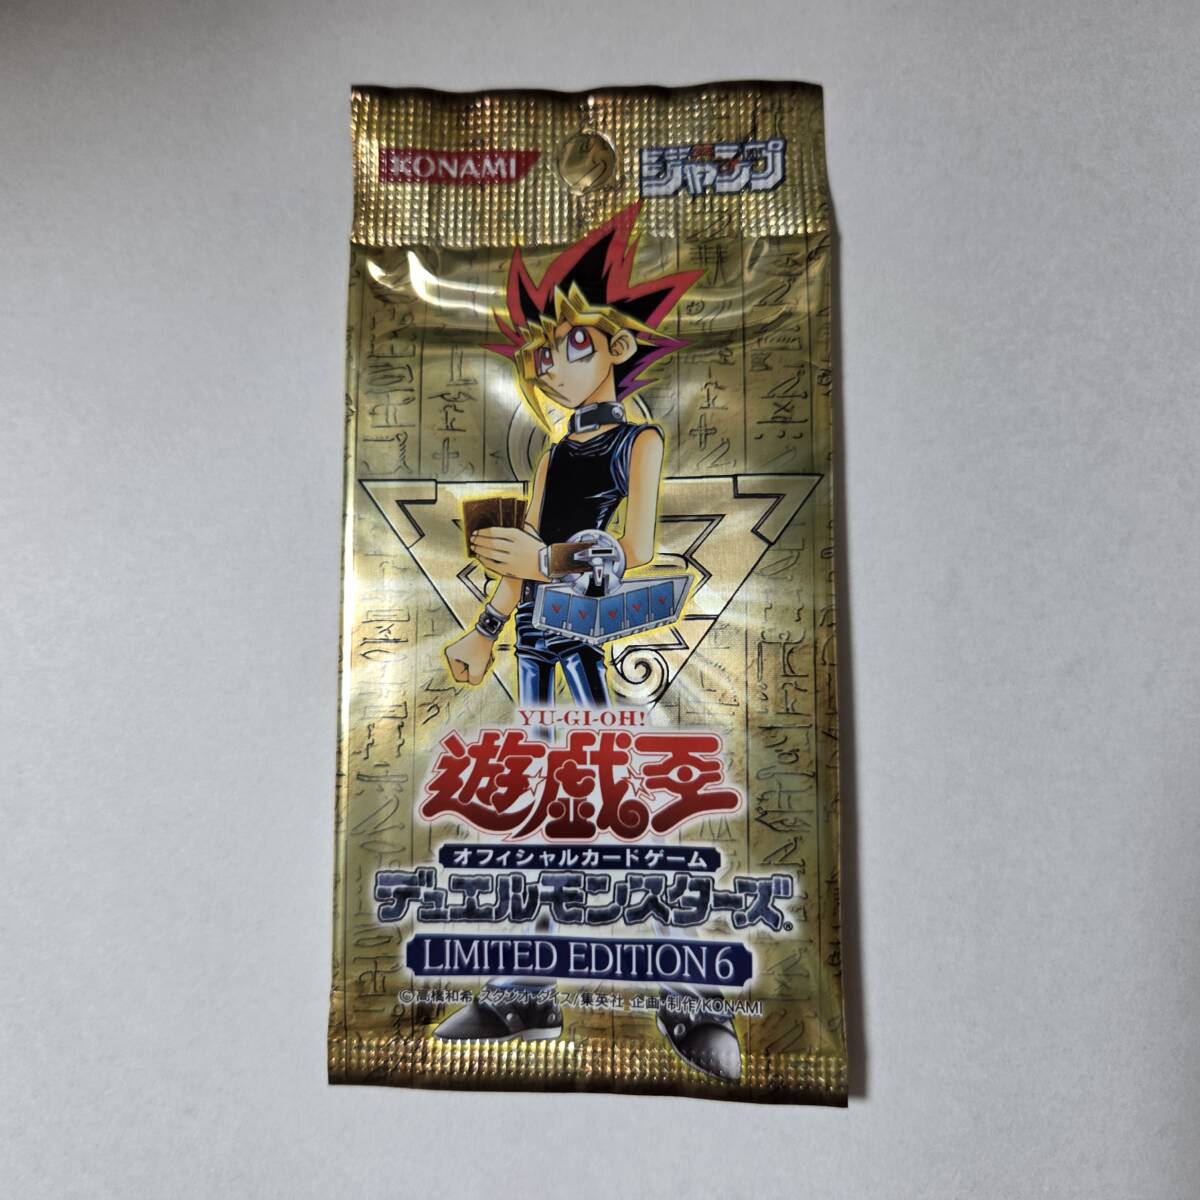 KONAMI
ジャンプ
YU-GI-OH!
遊戯王
オフィシャルカードゲーム
デュエルモンスターズ®
LIMITED EDITION 6
©高橋和希 スタジオ・ダイス/集英社 企画・制作/KONAMI